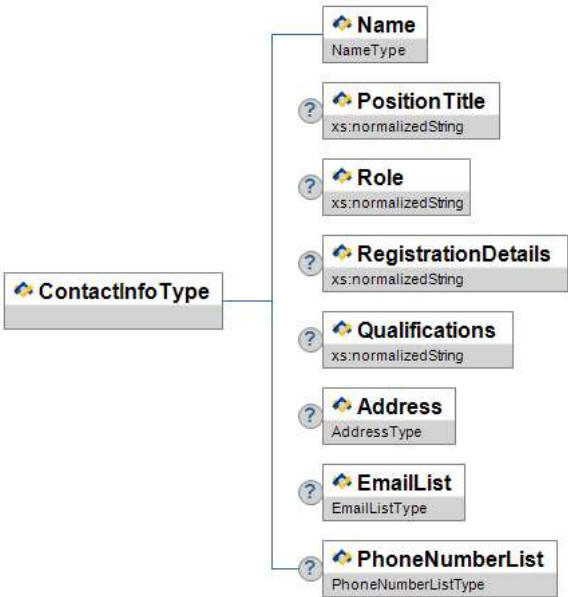 Name
NameType
?
PositionTitle
xs:normalizedString
?
Role
xs:normalizedString
?
RegistrationDetails
xs:normalizedString
ContactInfoType
?
Qualifications
xs:normalizedString
?
Address
AddressType
?
EmailList
EmailListType
?
PhoneNumberList
PhoneNumberListType